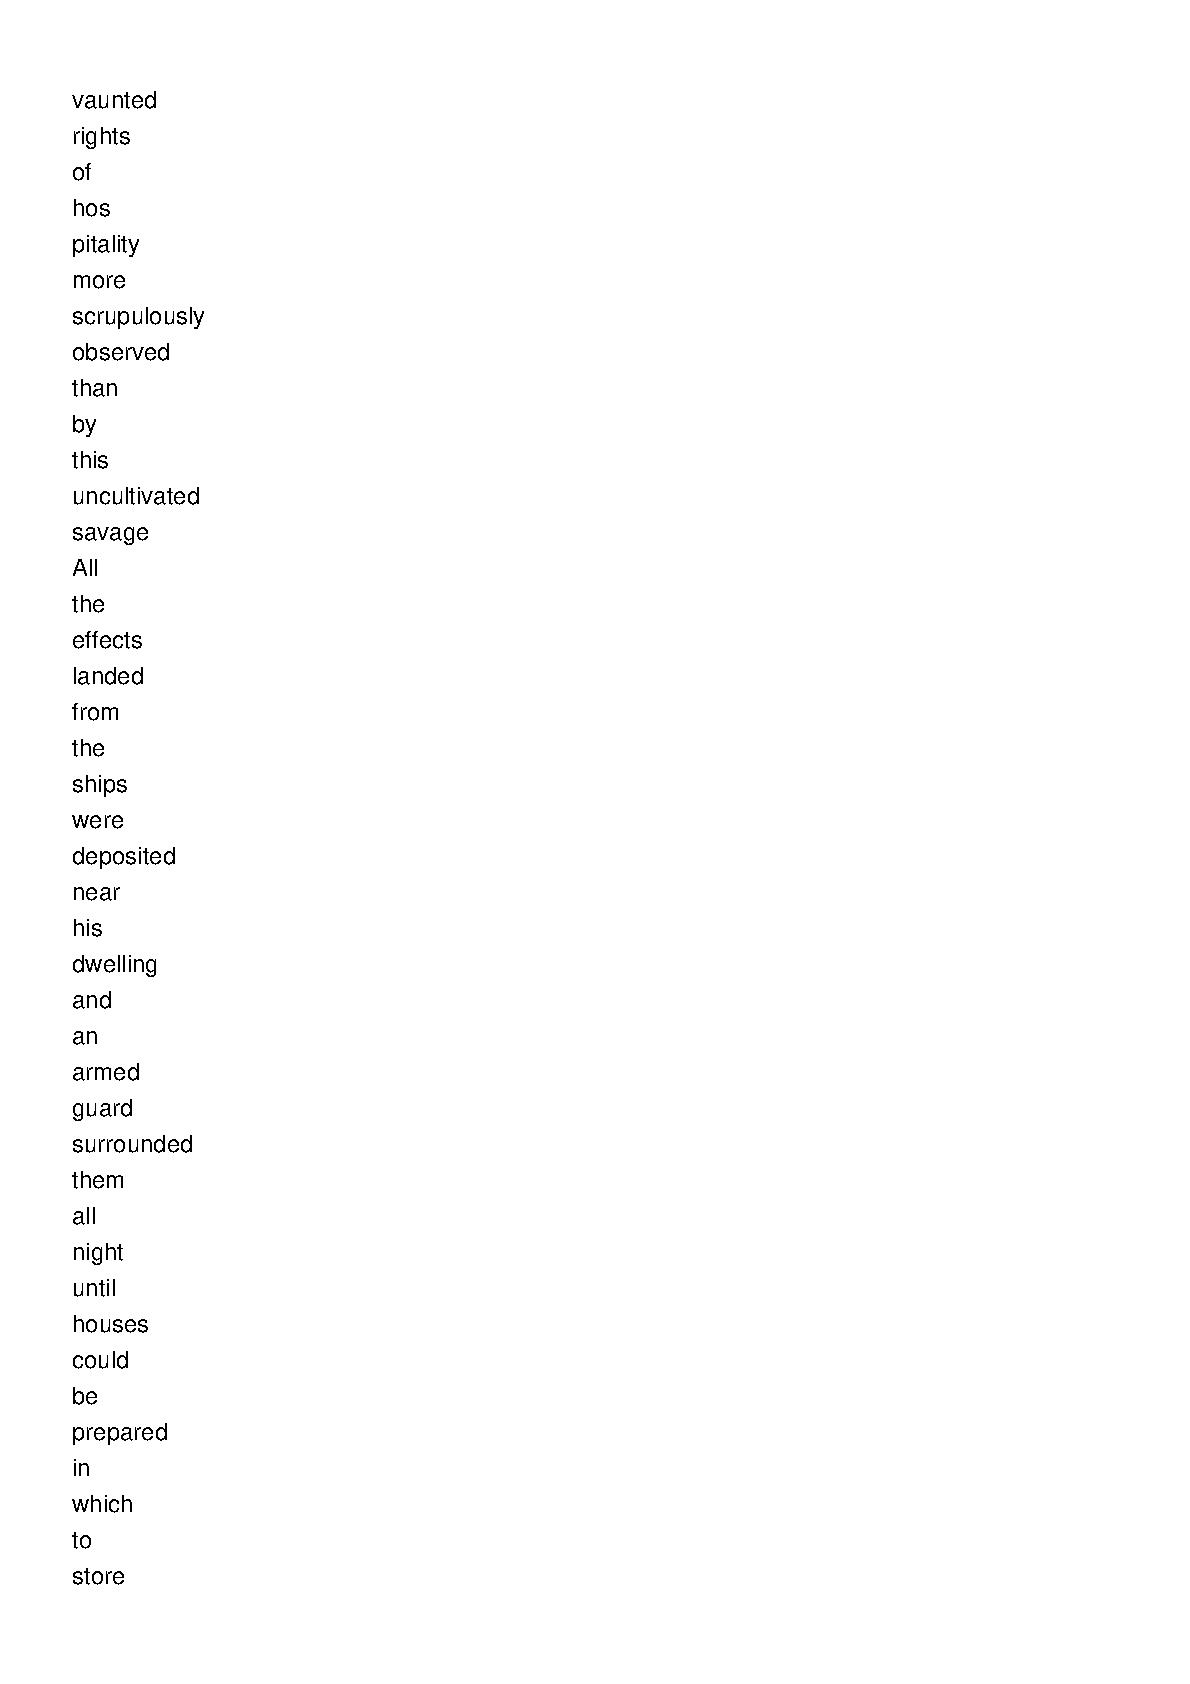 vaunted
rights
of
hos
pitality
more
scrupulously
observed
than
by
this
uncultivated
savage
All
the
effects
landed
from
the
ships
were
deposited
near
his
dwelling
and
an
armed
guard
surrounded
them
all
night
until
houses
could
be
prepared
in
which
to
store